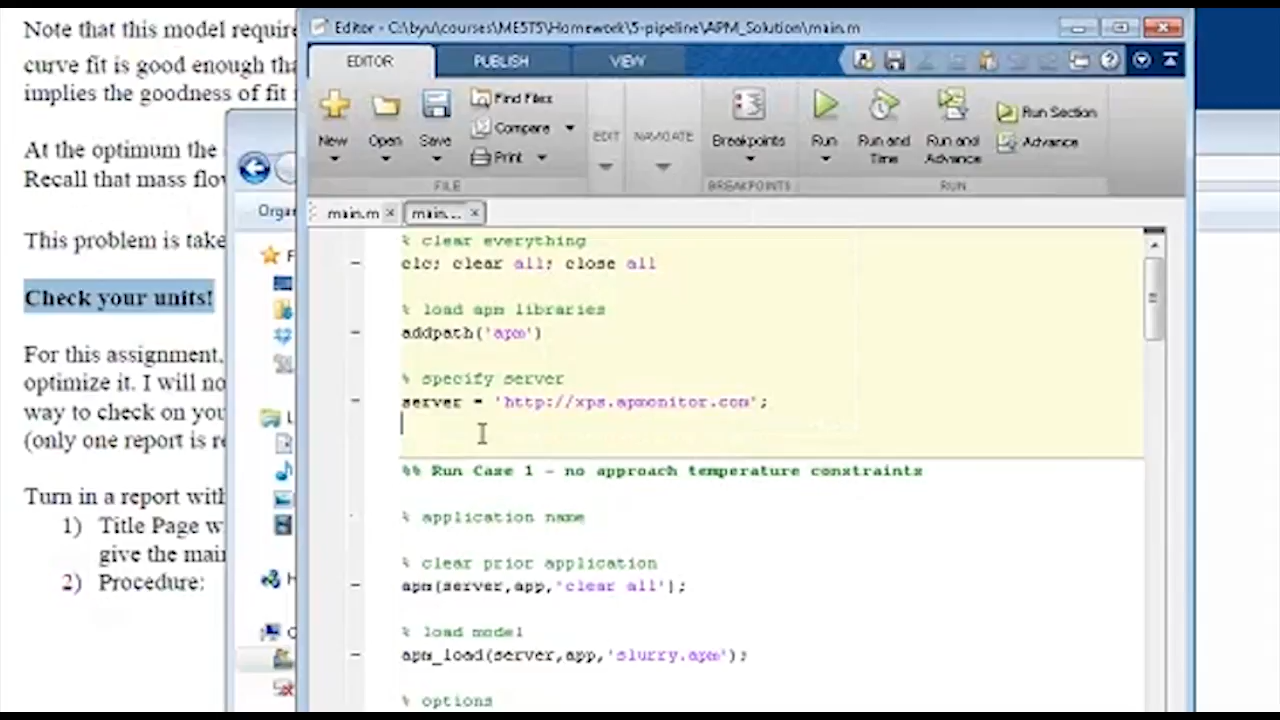 Note that this model require
curve fit is good enough tha
implies the goodness of fit
At the optimum the
Recall that mass flow
This problem is take
Check your units!
For this assignment,
optimize it. I will no
way to check on you
(only one report is re
Turn in a report with
1) Title Page w
give the main
2) Procedure:
Organ
Editor - C:\byu\courses\ME575\Homework\5-pipeline\APM_Solution\main.m
EDITOR PUBLISH VIEW
New Open Save Find Files Compare Print
EDIT NAVIGATE
Breakpoints Run Run and Time Run and Advance Run Section Advance
FILE BREAKPOINTS RUN
main.m main....
% clear everything
clc; clear all; close all
% load apm libraries
addpath('apm')
% specify server
server = 'http://xps.apmonitor.com';
%% Run Case 1 - no approach temperature constraints
% application name
% clear prior application
apm(server,app,'clear all');
% load model
apm_load(server,app,'slurry.apm');
% options